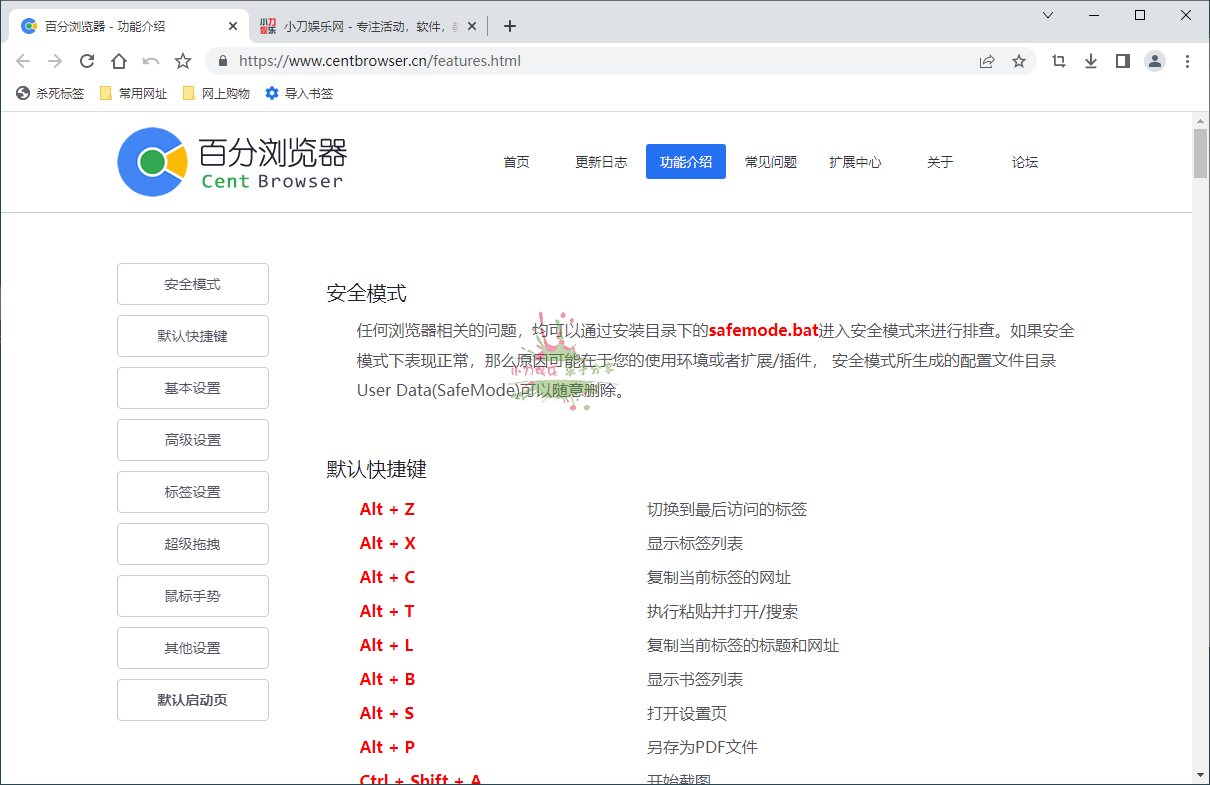 百分浏览器 - 功能介绍
小刀娱乐网 - 专注活动，软件，
https://www.centbrowser.cn/features.html
杀死标签 常用网址 网上购物 导入书签
百分浏览器
Cent Browser
首页 更新日志 功能介绍 常见问题 扩展中心 关于 论坛
安全模式
默认快捷键
基本设置
高级设置
标签设置
超级拖拽
鼠标手势
其他设置
默认启动页
安全模式
任何浏览器相关的问题，均可以通过安装目录下的safemode.bat进入安全模式来进行排查。如果安全
模式下表现正常，那么原因可能在于您的使用环境或者扩展/插件， 安全模式所生成的配置文件目录
User Data(SafeMode)可以随意删除。
小刀娱乐 乐于分享
默认快捷键
Alt + Z 切换到最后访问的标签
Alt + X 显示标签列表
Alt + C 复制当前标签的网址
Alt + T 执行粘贴并打开/搜索
Alt + L 复制当前标签的标题和网址
Alt + B 显示书签列表
Alt + S 打开设置页
Alt + P 另存为PDF文件
Ctrl + Shift + A 开始截图